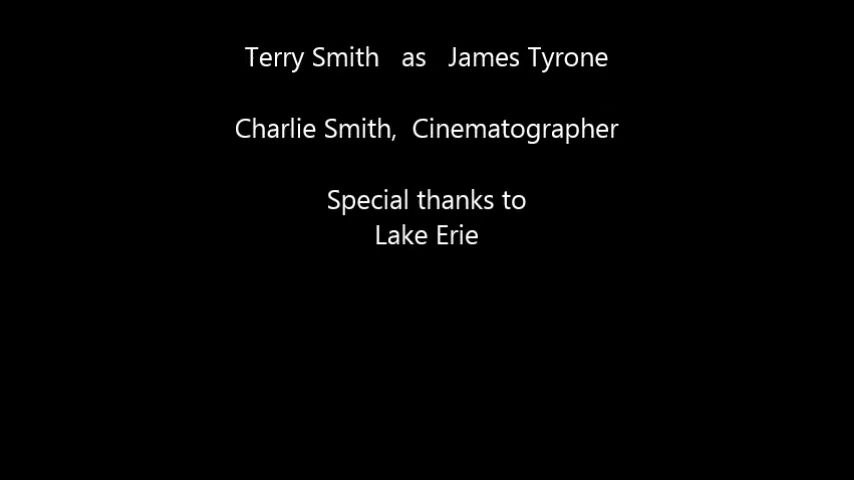 Terry Smith   as   James Tyrone
Charlie Smith,  Cinematographer
Special thanks to
Lake Erie